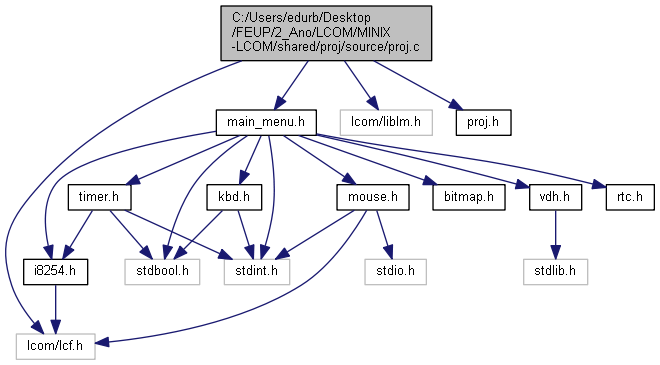 C:/Users/edurb/Desktop
/FEUP/2_Ano/LCOM/MINIX
-LCOM/shared/proj/source/proj.c
main_menu.h
lcom/liblm.h
proj.h
timer.h
kbd.h
mouse.h
bitmap.h
vdh.h
rtc.h
i8254.h
stdbool.h
stdint.h
stdio.h
stdlib.h
lcom/lcf.h